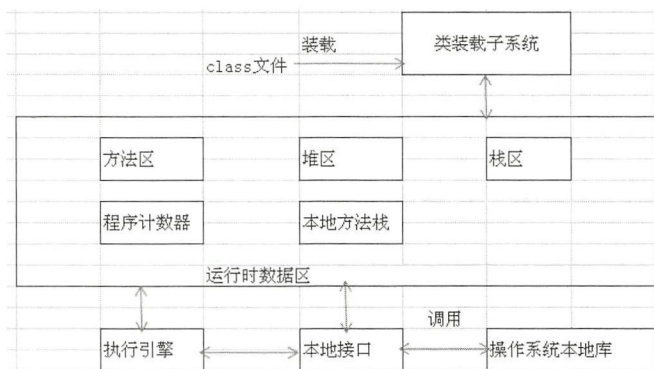 装载
类装载子系统
class文件
方法区
堆区
栈区
程序计数器
本地方法栈
运行时数据区
调用
执行引擎
本地接口
操作系统本地库